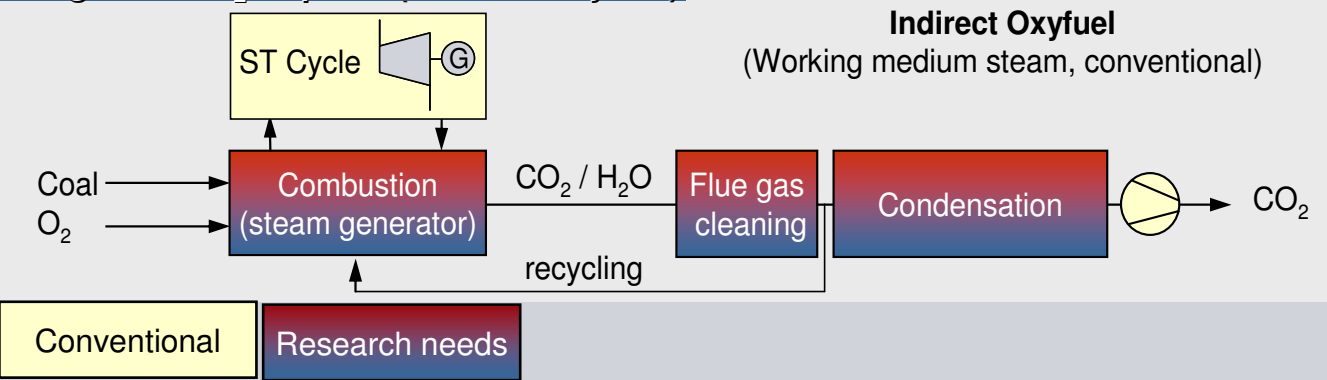 Indirect Oxyfuel
(Working medium steam, conventional)
ST Cycle
G
Coal
O₂
Combustion
(steam generator)
CO₂ / H₂O
Flue gas
cleaning
Condensation
CO₂
recycling
Conventional
Research needs